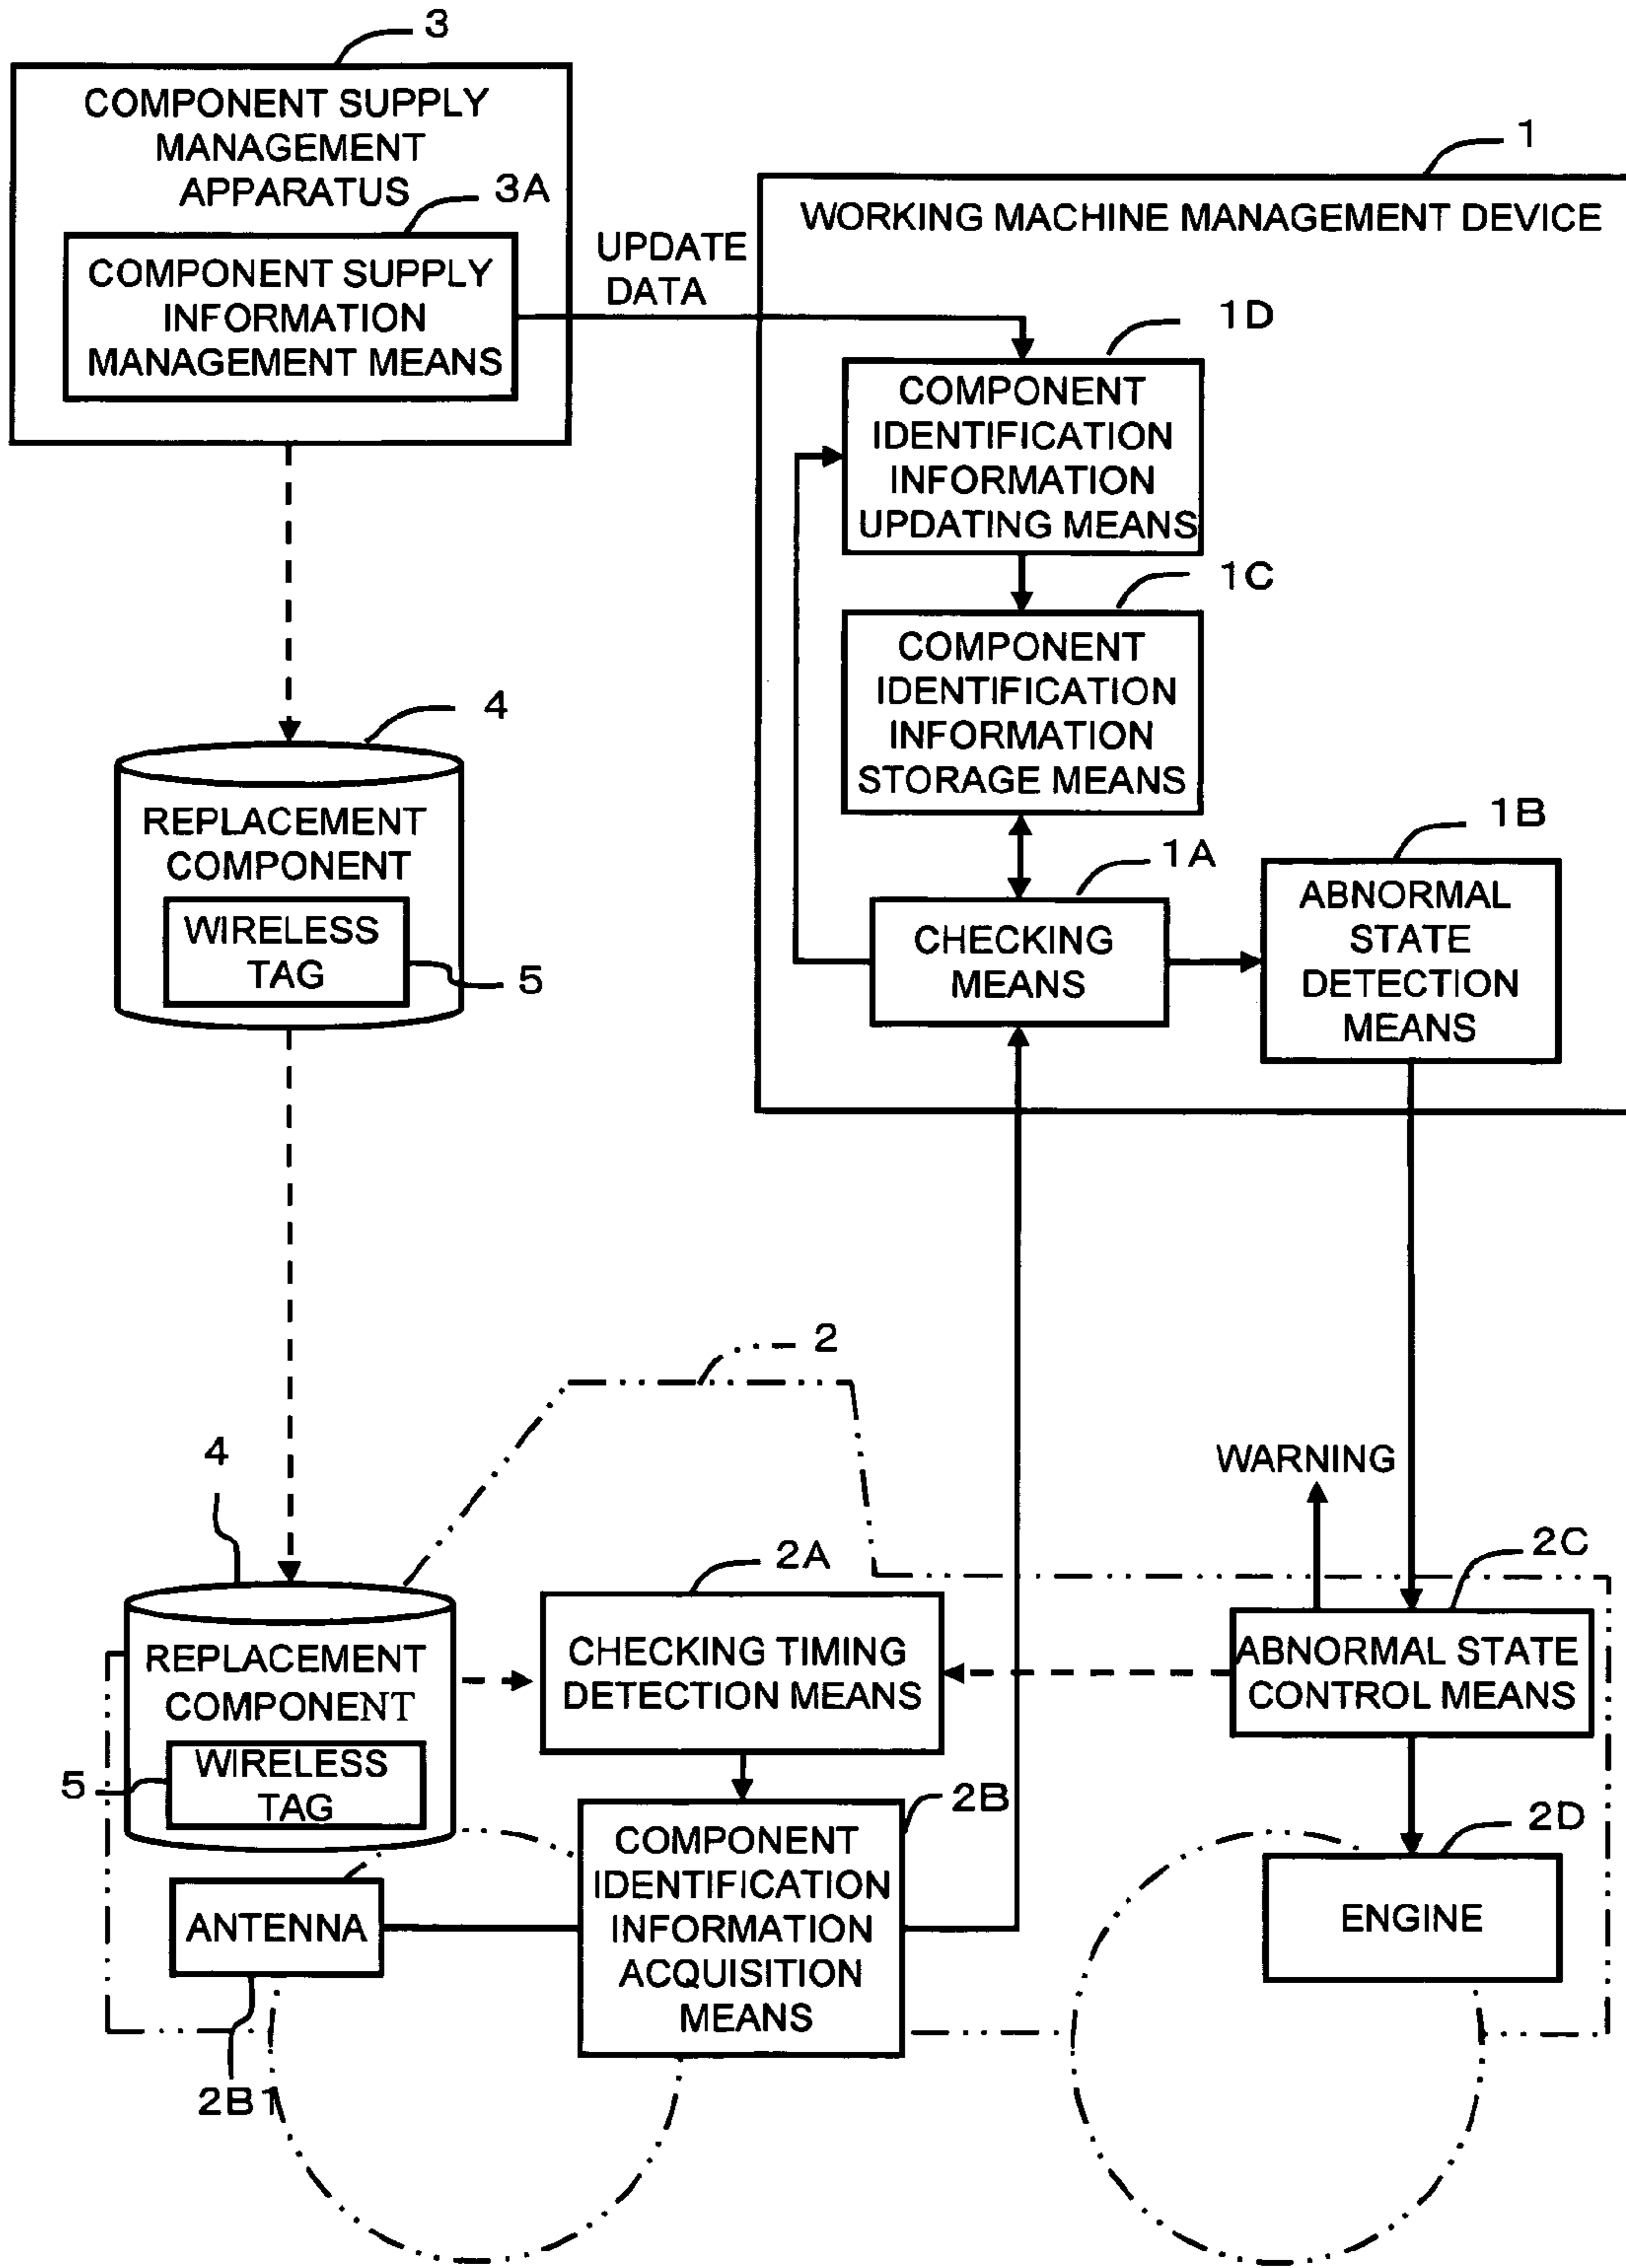 3
COMPONENT SUPPLY
MANAGEMENT
APPARATUS
3A
COMPONENT SUPPLY
INFORMATION
MANAGEMENT MEANS
UPDATE
DATA
1
WORKING MACHINE MANAGEMENT DEVICE
1D
COMPONENT
IDENTIFICATION
INFORMATION
UPDATING MEANS
1C
COMPONENT
IDENTIFICATION
INFORMATION
STORAGE MEANS
1A
CHECKING
MEANS
1B
ABNORMAL
STATE
DETECTION
MEANS
4
REPLACEMENT
COMPONENT
WIRELESS
TAG
5
2
4
REPLACEMENT
COMPONENT
WIRELESS
TAG
5
2A
CHECKING TIMING
DETECTION MEANS
WARNING
2C
ABNORMAL STATE
CONTROL MEANS
2B
COMPONENT
IDENTIFICATION
INFORMATION
ACQUISITION
MEANS
ANTENNA
2B1
2D
ENGINE